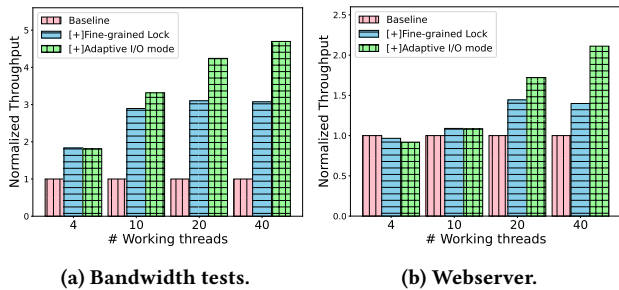 Baseline
[+]Fine-grained Lock
[+]Adaptive I/O mode
Normalized Throughput
5
4
3
2
1
0
4
10
20
40
# Working threads
(a) Bandwidth tests.
Baseline
[+]Fine-grained Lock
[+]Adaptive I/O mode
Normalized Throughput
2.5
2.0
1.5
1.0
0.5
0.0
4
10
20
40
# Working threads
(b) Webserver.